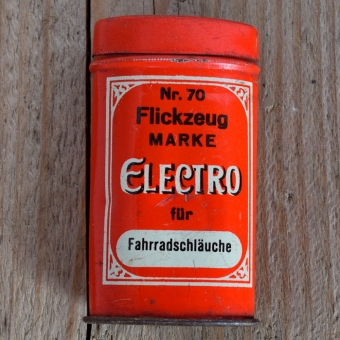 Nr. 70
Flickzeug
MARKE
ELECTRO
für
Fahrradschläuche